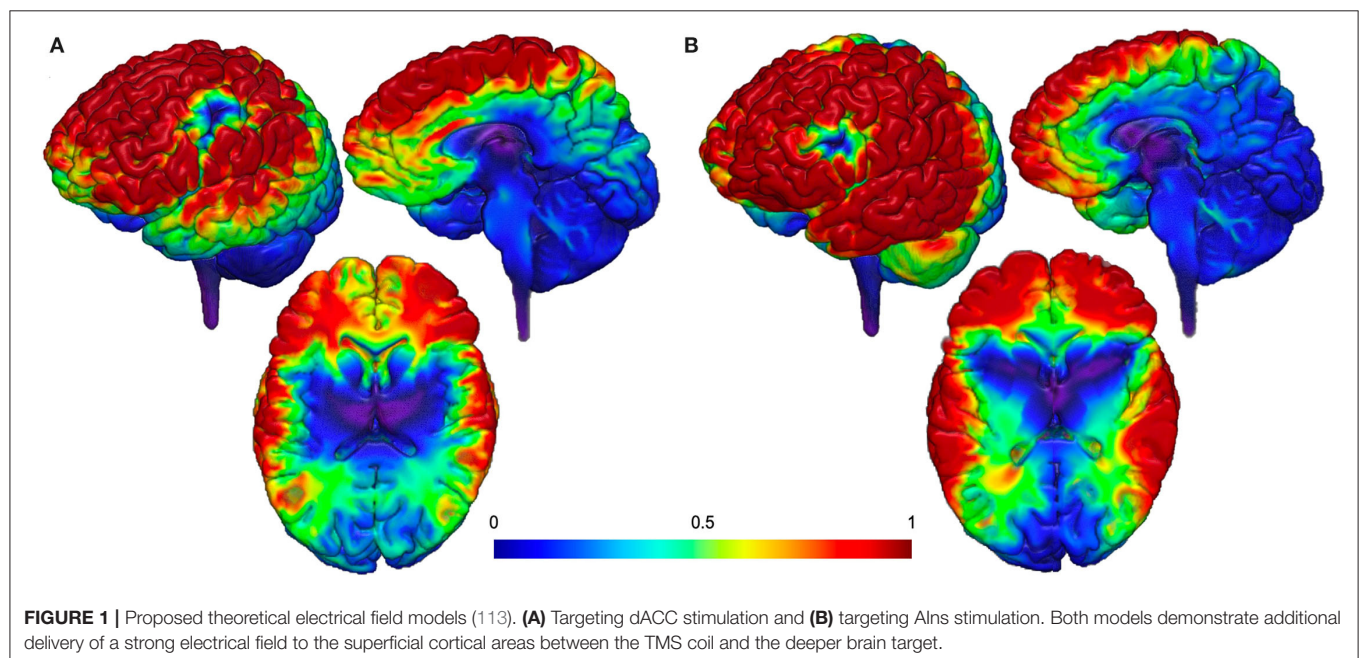 A
B
0 0.5 1
FIGURE 1 | Proposed theoretical electrical field models (113). (A) Targeting dACC stimulation and (B) targeting AIns stimulation. Both models demonstrate additional
delivery of a strong electrical field to the superficial cortical areas between the TMS coil and the deeper brain target.